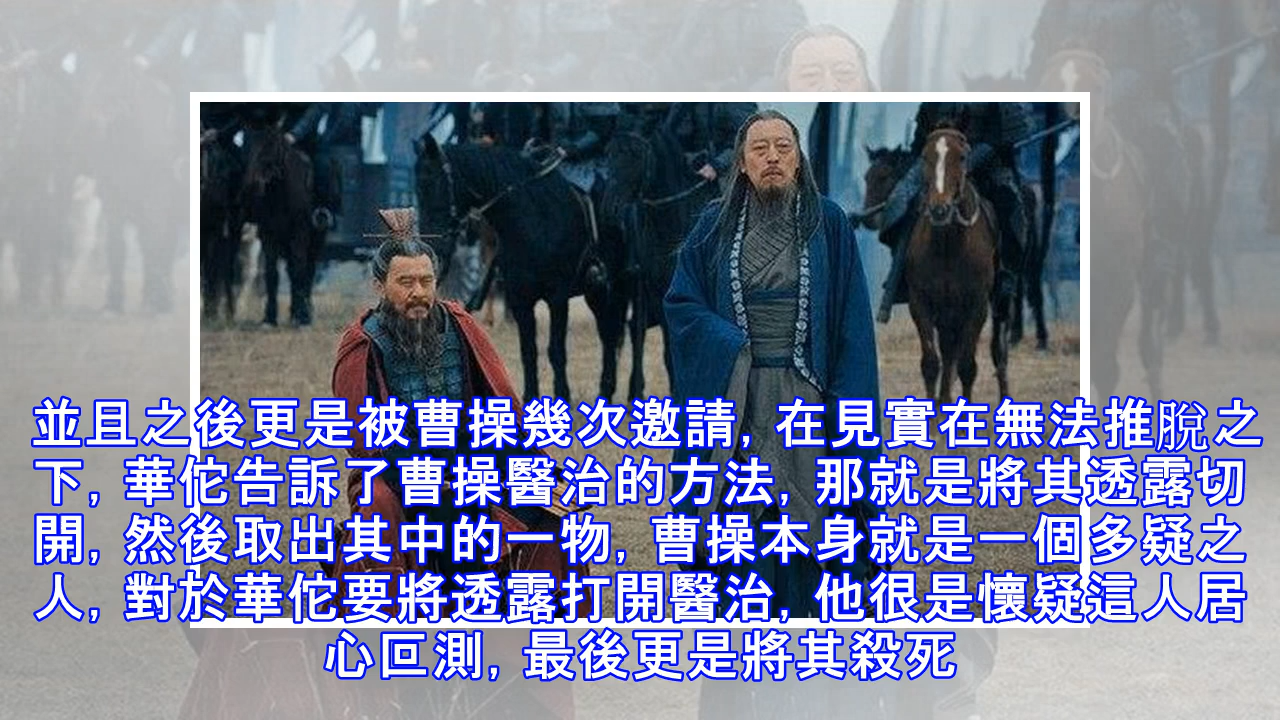 並且之後更是被曹操幾次邀請, 在見實在無法推脫之
下, 華佗告訴了曹操醫治的方法, 那就是將其透露切
開, 然後取出其中的一物, 曹操本身就是一個多疑之
人, 對於華佗要將透露打開醫治, 他很是懷疑這人居
心叵測, 最後更是將其殺死